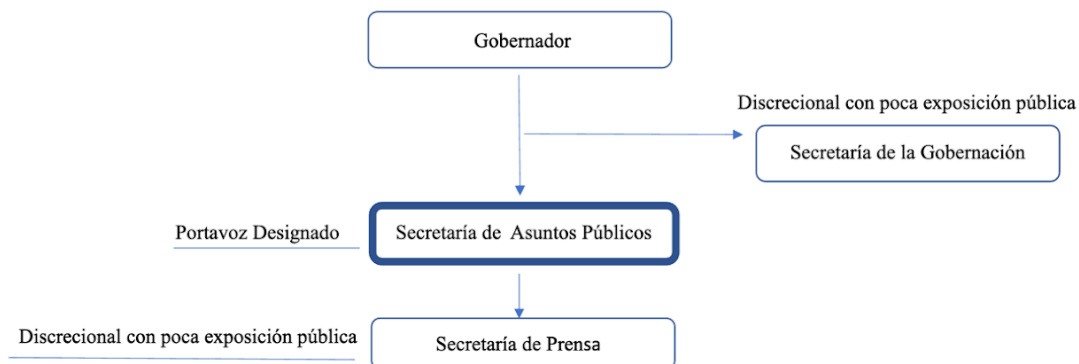 Gobernador
Discrecional con poca exposición pública
Secretaría de la Gobernación
Portavoz Designado
Secretaría de Asuntos Públicos
Discrecional con poca exposición pública
Secretaría de Prensa